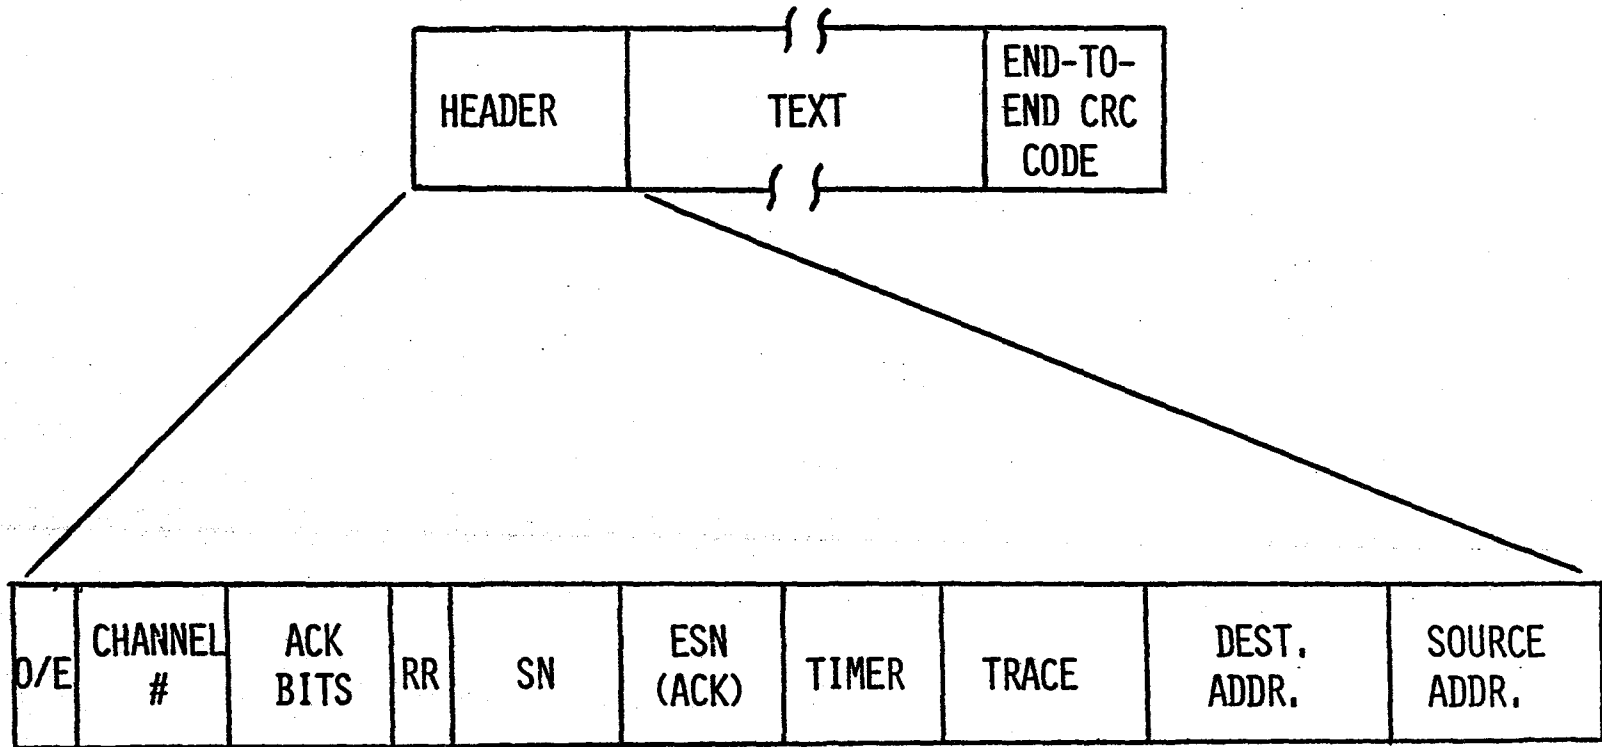 HEADER
TEXT
END-TO-
END CRC
CODE
O/E
CHANNEL
#
ACK
BITS
RR
SN
ESN
(ACK)
TIMER
TRACE
DEST.
ADDR.
SOURCE
ADDR.